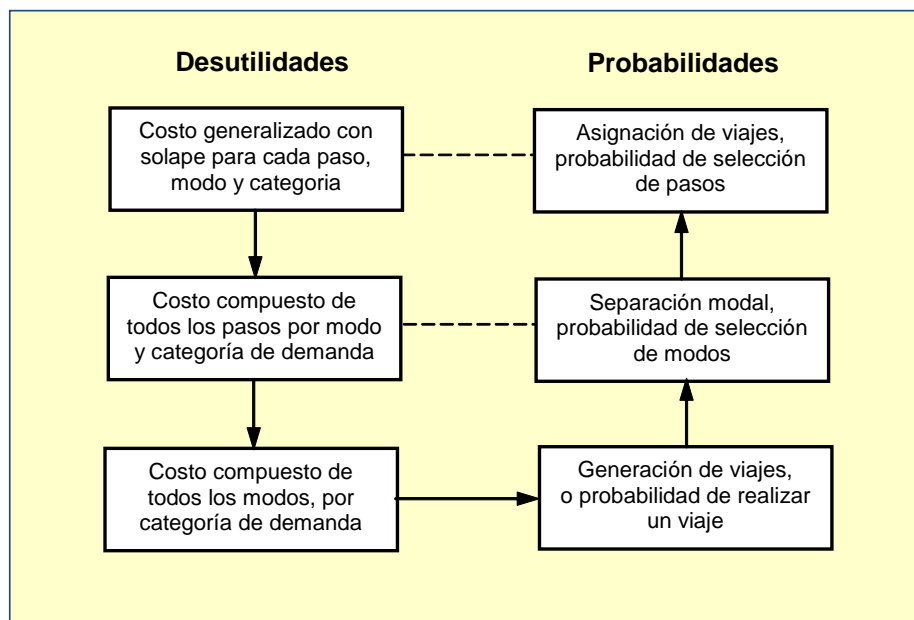 Desutilidades
Probabilidades
Costo generalizado con
solape para cada paso,
modo y categoria
Asignación de viajes,
probabilidad de selección
de pasos
Costo compuesto de
todos los pasos por modo
y categoría de demanda
Separación modal,
probabilidad de selección
de modos
Costo compuesto de
todos los modos, por
categoría de demanda
Generación de viajes,
o probabilidad de realizar
un viaje